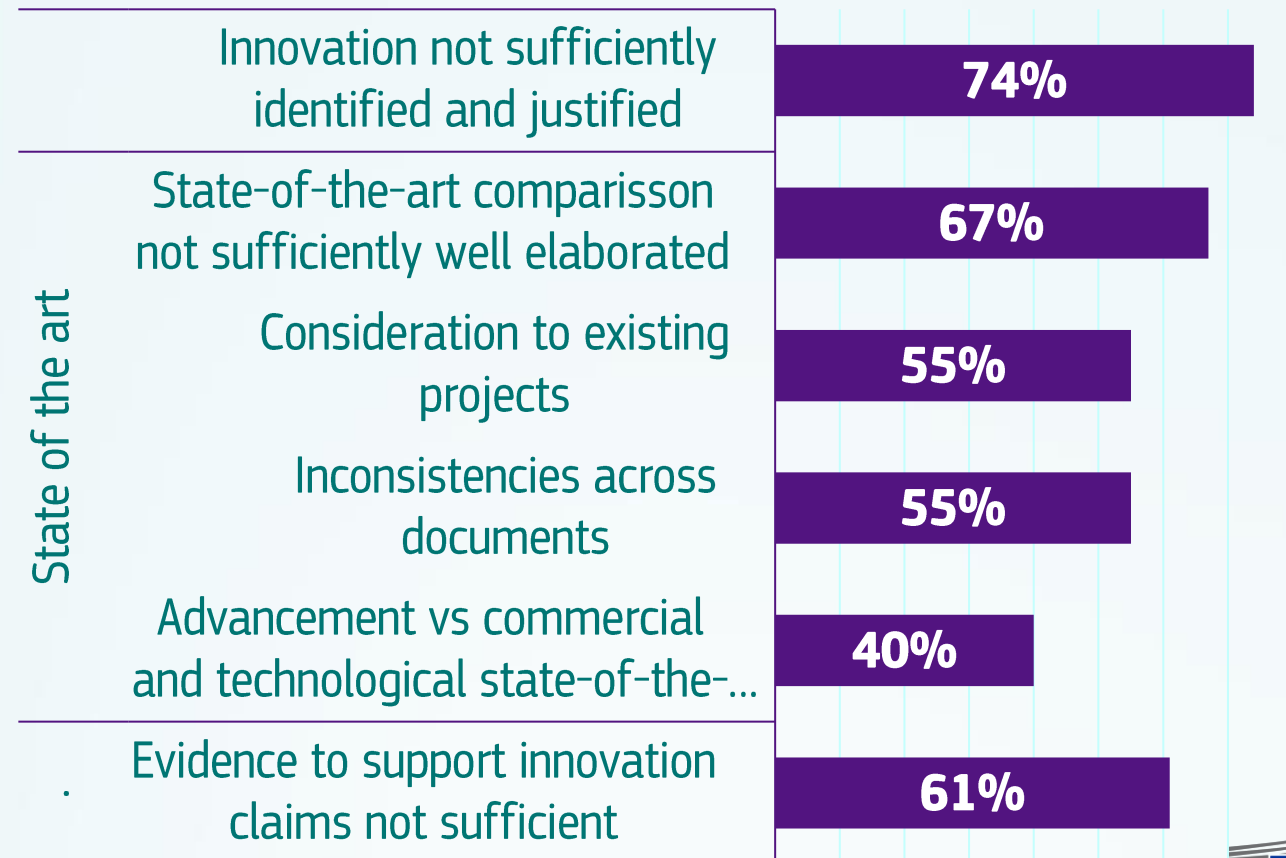 Innovation not sufficiently
identified and justified
74%
State of the art
State-of-the-art comparisson
not sufficiently well elaborated
67%
Consideration to existing
projects
55%
Inconsistencies across
documents
55%
Advancement vs commercial
and technological state-of-the-...
40%
.
Evidence to support innovation
claims not sufficient
61%